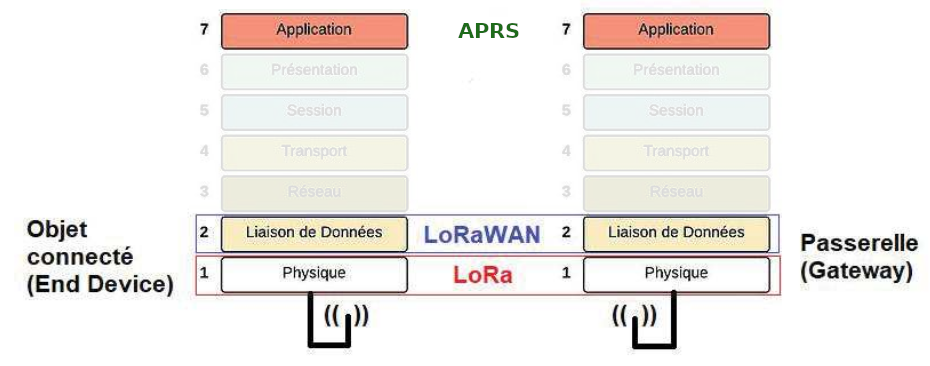 7 Application APRS 7 Application
6 Présentation 6 Présentation
5 Session 5 Session
4 Transport 4 Transport
3 Réseau 3 Réseau
Objet
connecté
(End Device)
2 Liaison de Données LoRaWAN 2 Liaison de Données
1 Physique LoRa 1 Physique
Passerelle
(Gateway)
(( )) (( ))